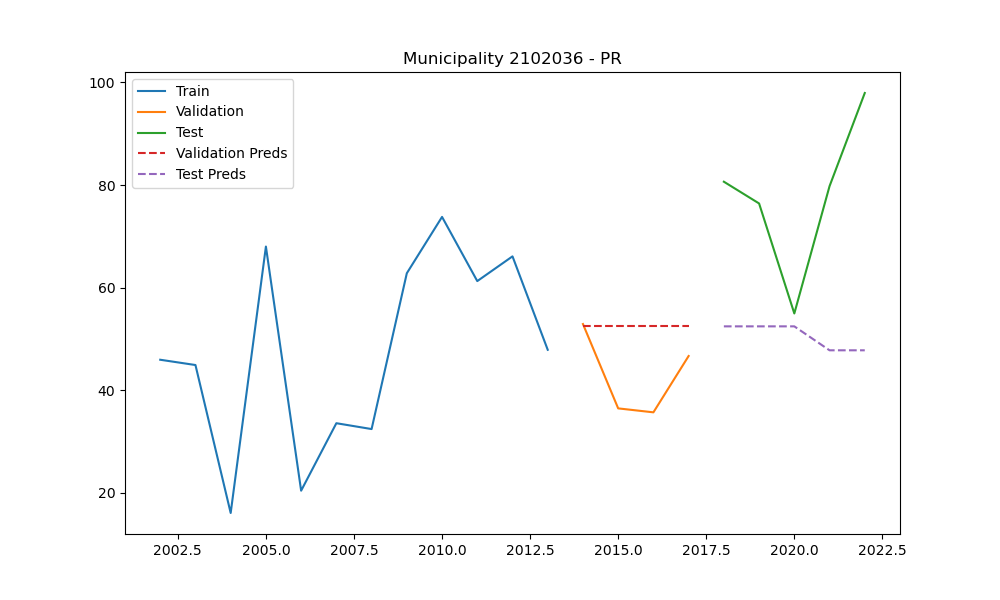 Municipality 2102036 - PR
100
80
60
40
20
Train
Validation
Test
Validation Preds
Test Preds
2002.5 2005.0 2007.5 2010.0 2012.5 2015.0 2017.5 2020.0 2022.5